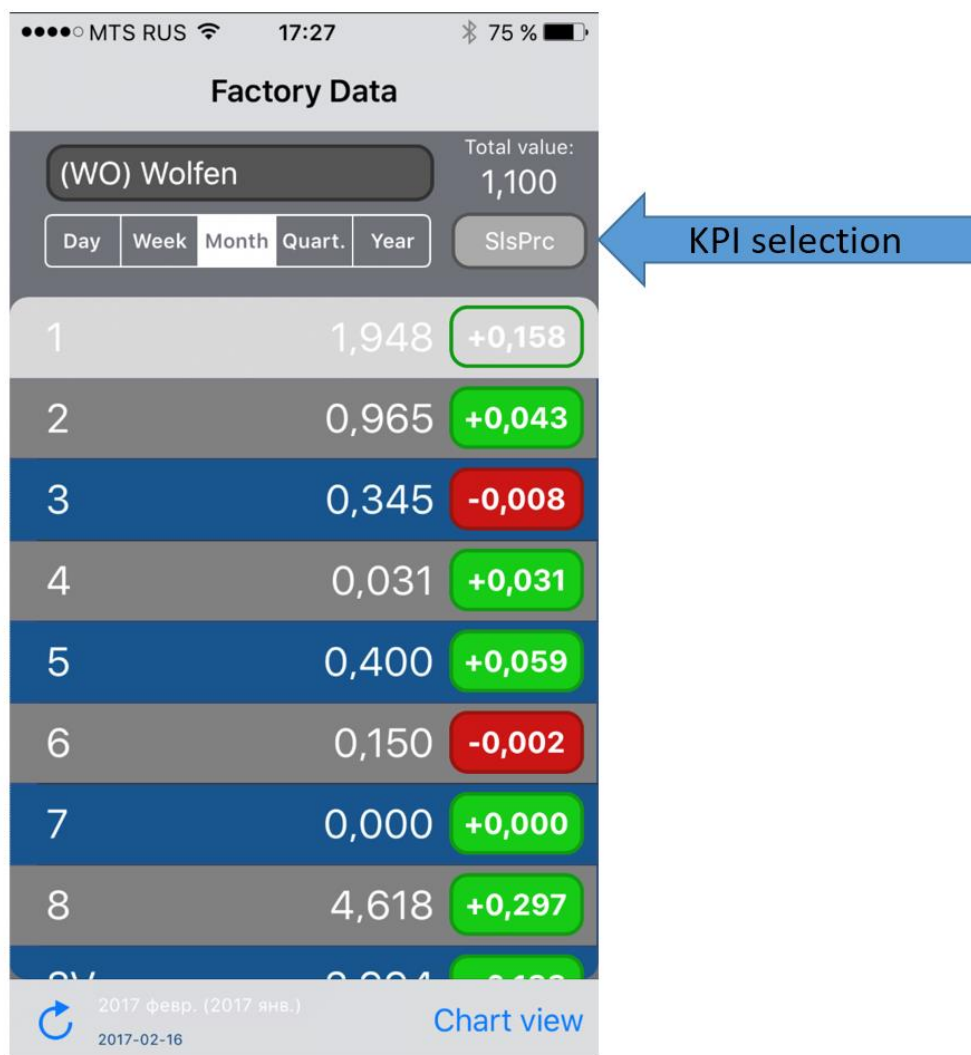 MTS RUS 17:27 75 %
Factory Data
(WO) Wolfen
Total value:
1,100
Day Week Month Quart. Year
SlsPrc
KPI selection
1 1,948 +0,158
2 0,965 +0,043
3 0,345 -0,008
4 0,031 +0,031
5 0,400 +0,059
6 0,150 -0,002
7 0,000 +0,000
8 4,618 +0,297
2017 февр. (2017 янв.)
2017-02-16
Chart view